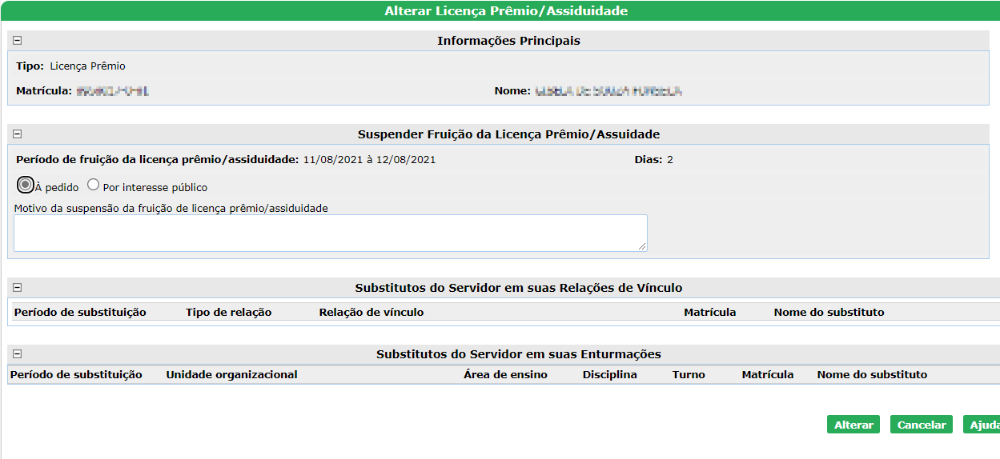 Alterar Licença Prêmio/Assiduidade
Informações Principais
Tipo: Licença Prêmio
Matrícula: Nome:
Suspender Fruição da Licença Prêmio/Assuidade
Período de fruição da licença prêmio/assiduidade: 11/08/2021 à 12/08/2021 Dias: 2
À pedido Por interesse público
Motivo da suspensão da fruição de licença prêmio/assiduidade
Substitutos do Servidor em suas Relações de Vínculo
Período de substituição Tipo de relação Relação de vínculo Matrícula Nome do substituto
Substitutos do Servidor em suas Enturmações
Período de substituição Unidade organizacional Área de ensino Disciplina Turno Matrícula Nome do substituto
Alterar Cancelar Ajuda